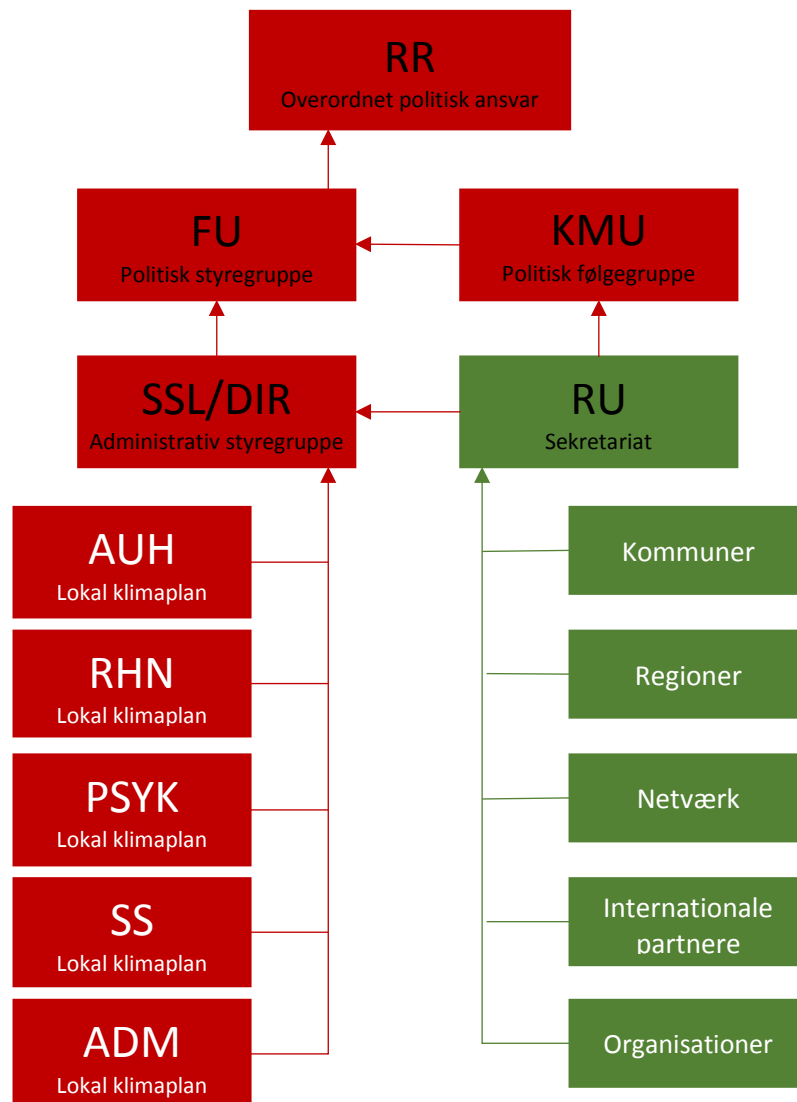 RR
Overordnet politisk ansvar
FU
Politisk styregruppe
KMU
Politisk følgegruppe
SSL/DIR
Administrativ styregruppe
RU
Sekretariat
AUH
Lokal klimaplan
RHN
Lokal klimaplan
PSYK
Lokal klimaplan
SS
Lokal klimaplan
ADM
Lokal klimaplan
Kommuner
Regioner
Netværk
Internationale
partnere
Organisationer